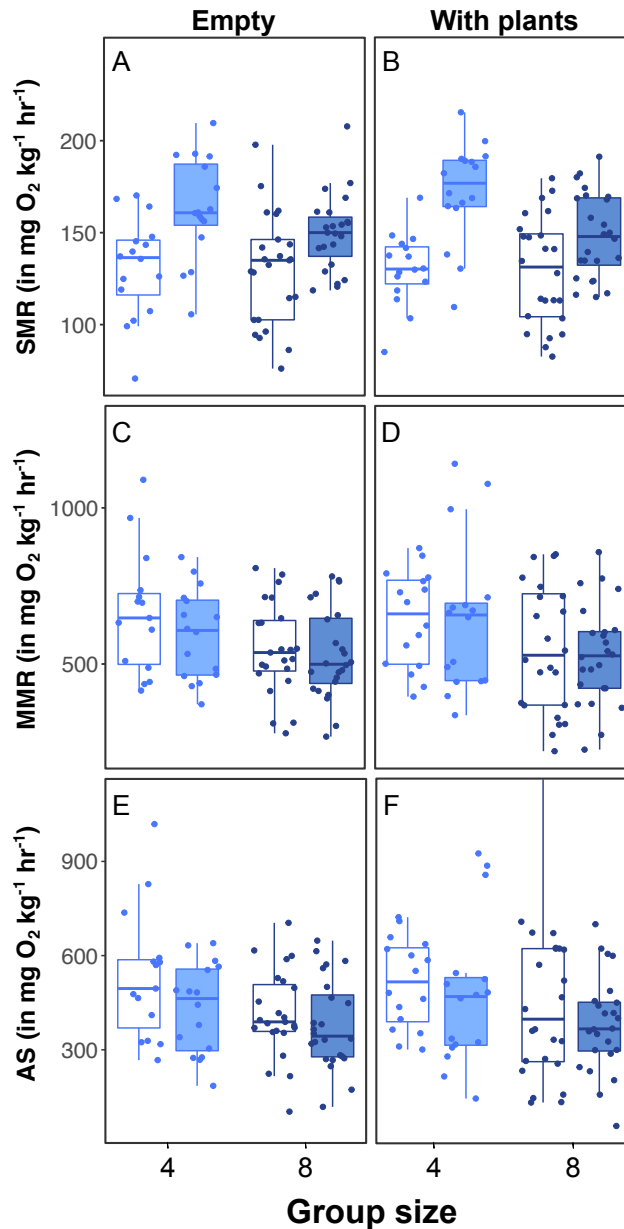 Empty With plants
A B
SMR (in mg O₂ kg⁻¹ hr⁻¹)
200
150
100
C D
MMR (in mg O₂ kg⁻¹ hr⁻¹)
1000
500
E F
AS (in mg O₂ kg⁻¹ hr⁻¹)
900
600
300
4 8 4 8
Group size